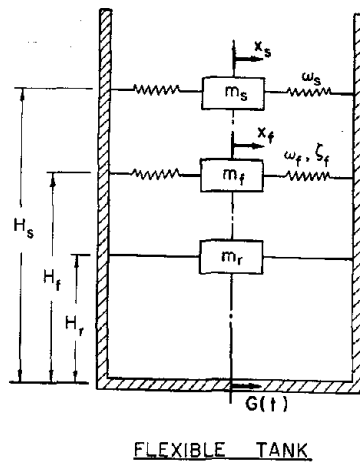 x_s
ω_s
m_s
x_f
ω_f, ζ_f
m_f
H_s
m_r
H_f
H_r
G(t)
FLEXIBLE TANK